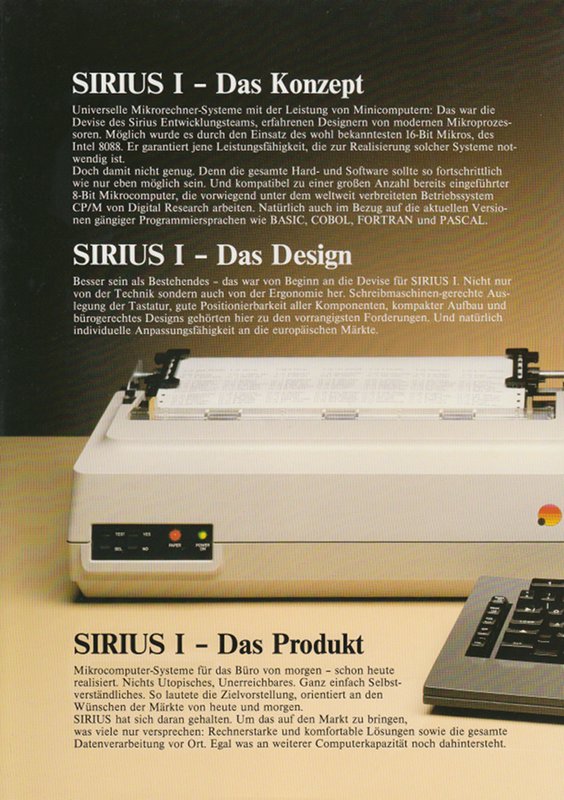 SIRIUS I – Das Konzept
Universelle Mikrorechner-Systeme mit der Leistung von Minicomputern: Das war die
Devise des Sirius Entwicklungsteams, erfahrenen Designern von modernen Mikroprozes-
soren. Möglich wurde es durch den Einsatz des wohl bekanntesten 16-Bit Mikros, des
Intel 8088. Er garantiert jene Leistungsfähigkeit, die zur Realisierung solcher Systeme not-
wendig ist.
Doch damit nicht genug. Denn die gesamte Hard- und Software sollte so fortschrittlich
wie nur eben möglich sein. Und kompatibel zu einer großen Anzahl bereits eingeführter
8-Bit Mikrocomputer, die vorwiegend unter dem weltweit verbreiteten Betriebssystem
CP/M von Digital Research arbeiten. Natürlich auch im Bezug auf die aktuellen Versio-
nen gängiger Programmiersprachen wie BASIC, COBOL, FORTRAN und PASCAL.
SIRIUS I – Das Design
Besser sein als Bestehendes – das war von Beginn an die Devise für SIRIUS I. Nicht nur
von der Technik sondern auch von der Ergonomie her. Schreibmaschinen-gerechte Aus-
legung der Tastatur, gute Positionierbarkeit aller Komponenten, kompakter Aufbau und
bürogerechtes Designs gehörten hier zu den vorrangigsten Forderungen. Und natürlich
individuelle Anpassungsfähigkeit an die europäischen Märkte.
TEST YES
SEL NO PAPER POWER
ON
SIRIUS I – Das Produkt
Mikrocomputer-Systeme für das Büro von morgen – schon heute
realisiert. Nichts Utopisches, Unerreichbares. Ganz einfach Selbst-
verständliches. So lautete die Zielvorstellung, orientiert an den
Wünschen der Märkte von heute und morgen.
SIRIUS hat sich daran gehalten. Um das auf den Markt zu bringen,
was viele nur versprechen: Rechnerstarke und komfortable Lösungen sowie die gesamte
Datenverarbeitung vor Ort. Egal was an weiterer Computerkapazität noch dahintersteht.